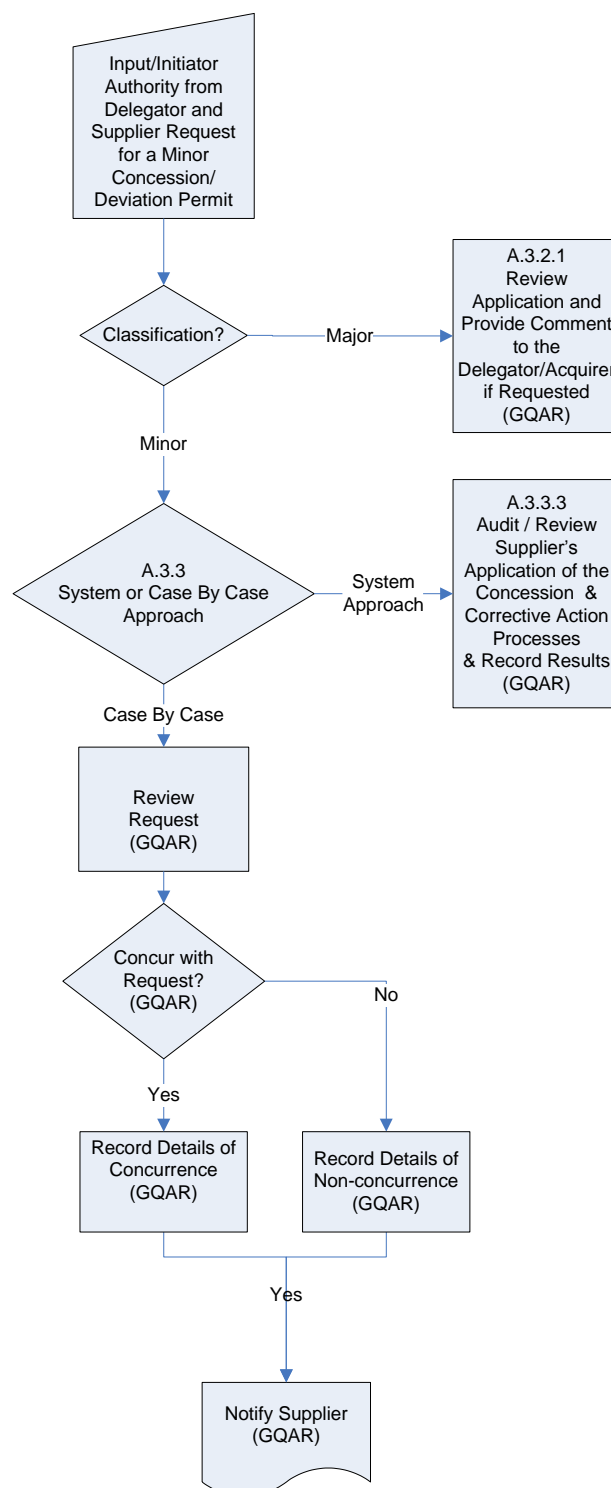 Input/Initiator
Authority from
Delegator and
Supplier Request
for a Minor
Concession/
Deviation Permit
Classification?
Major
A.3.2.1
Review
Application and
Provide Comment
to the
Delegator/Acquirer
if Requested
(GQAR)
Minor
A.3.3
System or Case By Case
Approach
System
Approach
A.3.3.3
Audit / Review
Supplier's
Application of the
Concession &
Corrective Action
Processes
& Record Results
(GQAR)
Case By Case
Review
Request
(GQAR)
Concur with
Request?
(GQAR)
No
Yes
Record Details of
Concurrence
(GQAR)
Record Details of
Non-concurrence
(GQAR)
Yes
Notify Supplier
(GQAR)